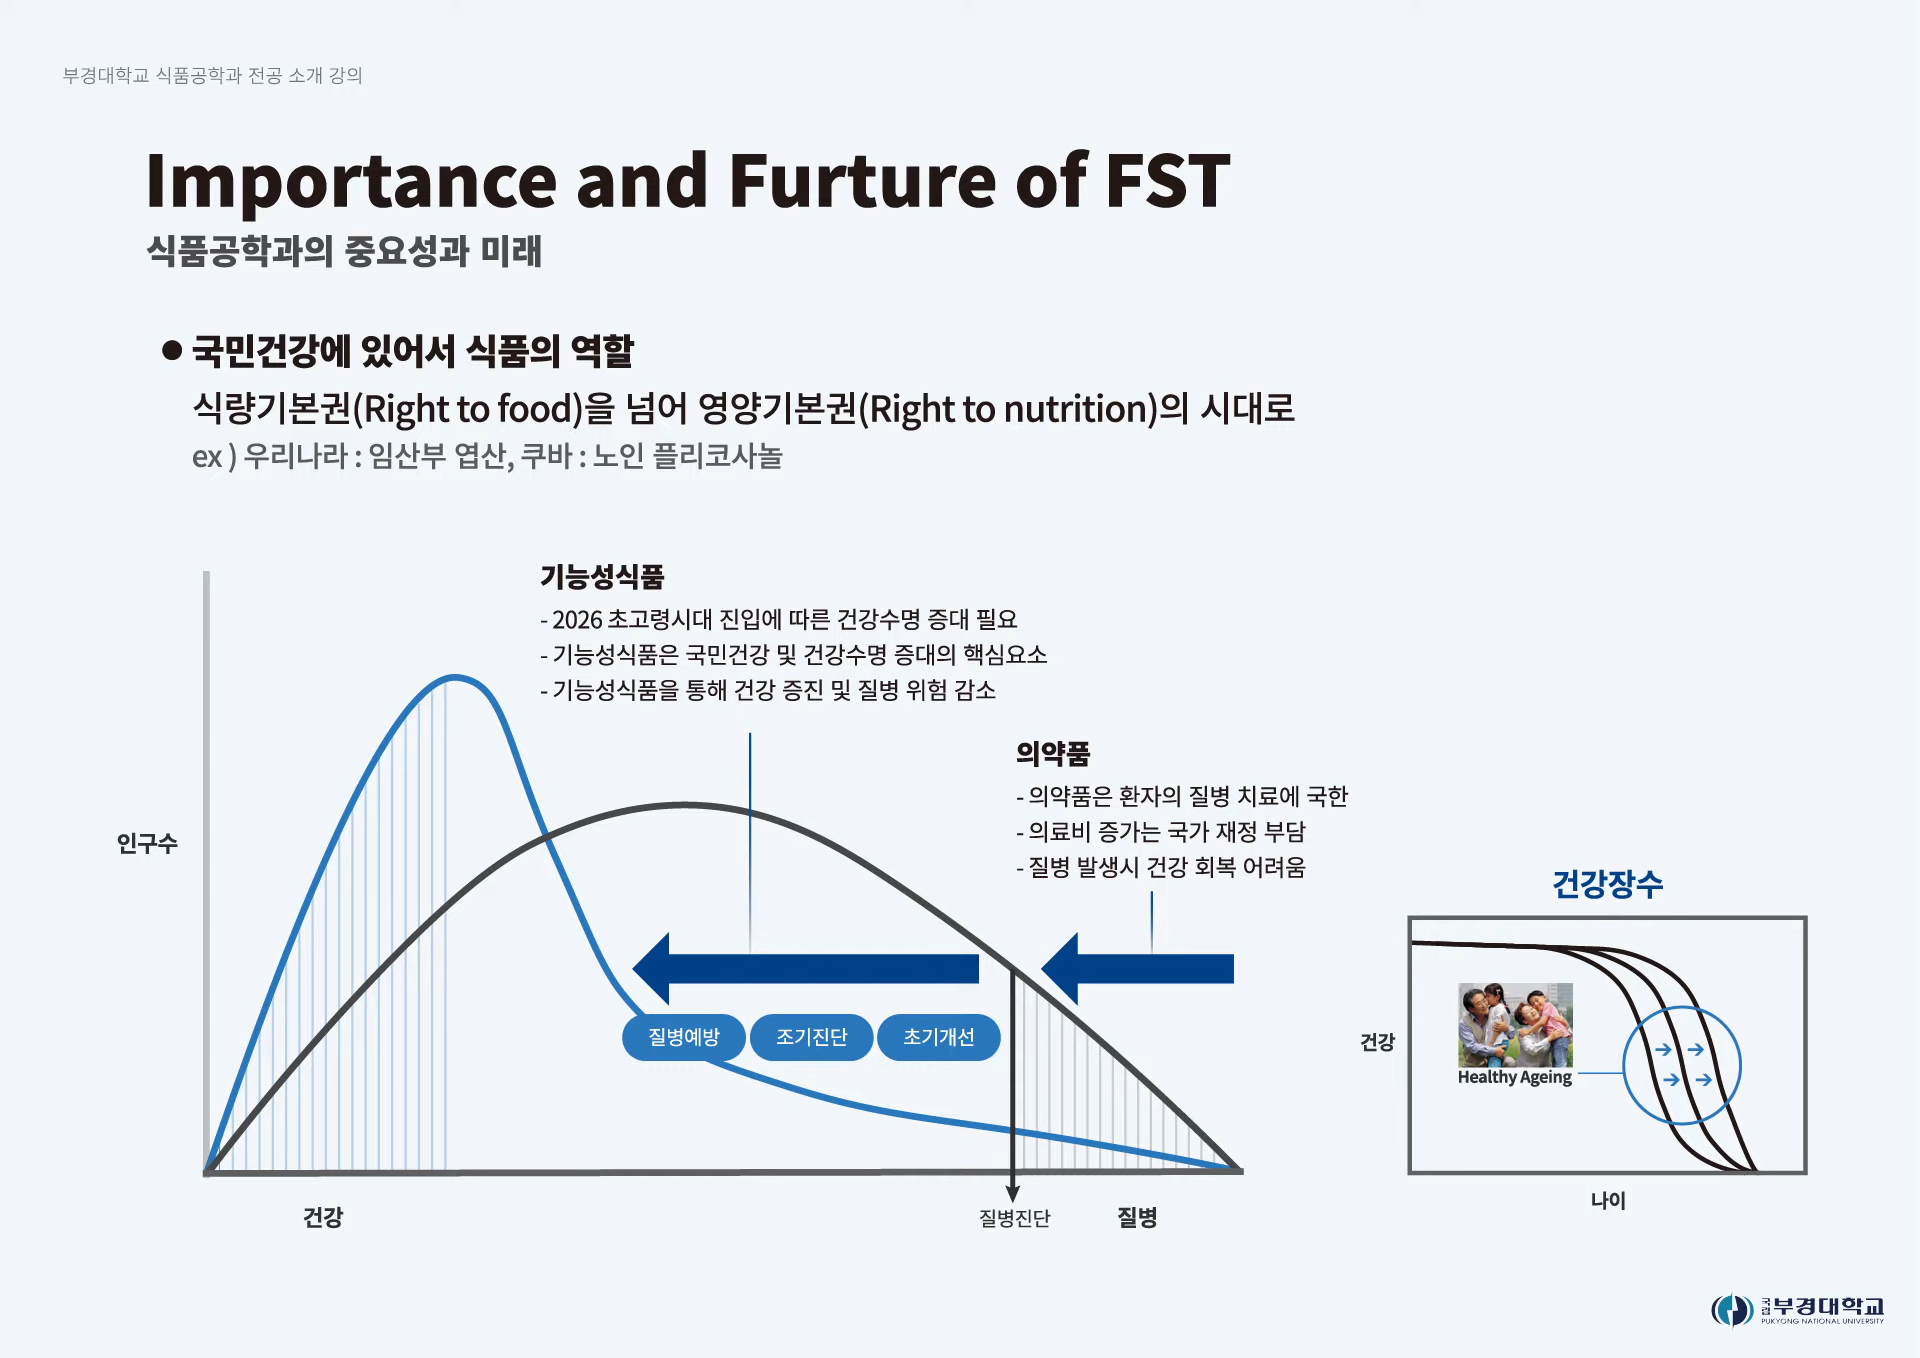 부경대학교 식품공학과 전공 소개 강의
Importance and Furture of FST
식품공학과의 중요성과 미래
● 국민건강에 있어서 식품의 역할
식량기본권(Right to food)을 넘어 영양기본권(Right to nutrition)의 시대로
ex ) 우리나라 : 임산부 엽산, 쿠바 : 노인 플리코사놀
기능성식품
- 2026 초고령시대 진입에 따른 건강수명 증대 필요
- 기능성식품은 국민건강 및 건강수명 증대의 핵심요소
- 기능성식품을 통해 건강 증진 및 질병 위험 감소
의약품
- 의약품은 환자의 질병 치료에 국한
- 의료비 증가는 국가 재정 부담
- 질병 발생시 건강 회복 어려움
인구수
질병예방 조기진단 초기개선
건강
질병진단
질병
건강장수
건강
Healthy Ageing
나이
국립 부경대학교
PUKYONG NATIONAL UNIVERSITY